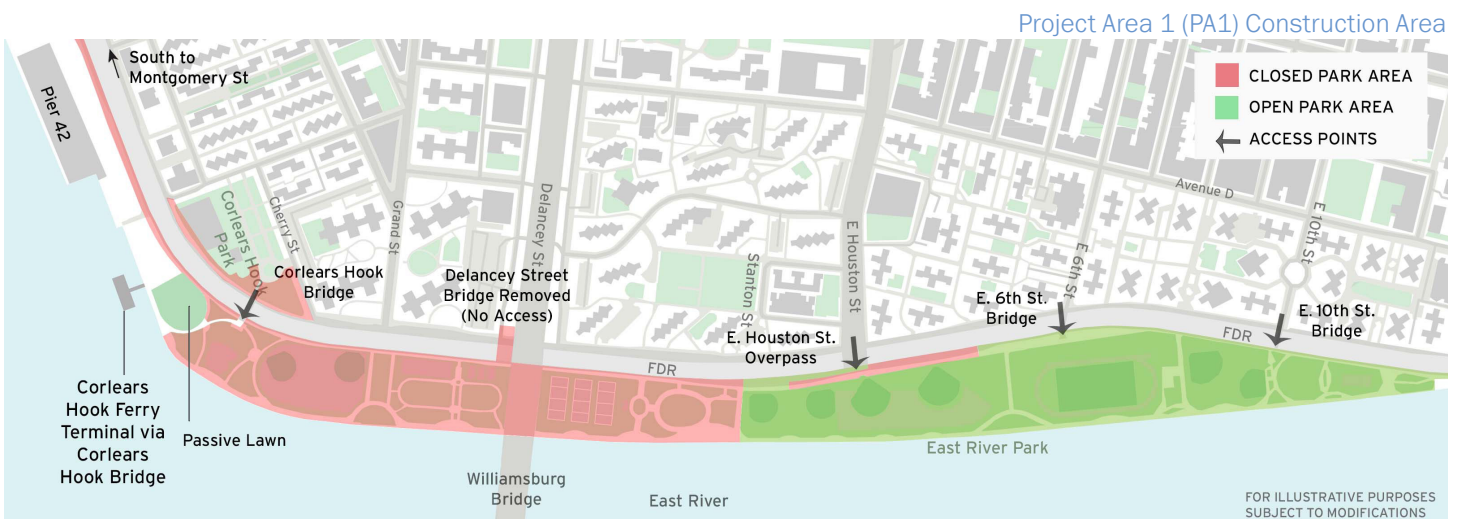 Project Area 1 (PA1) Construction Area
South to
Montgomery St
CLOSED PARK AREA
OPEN PARK AREA
ACCESS POINTS
Pier 42
Corlears Hook
Park
Corlears Hook
Cherry St
Grand St
Delancey St
Stanton St
E Houston St
E 6th St
Avenue D
E 10th St
Corlears Hook
Bridge
Delancey Street
Bridge Removed
(No Access)
E. Houston St.
Overpass
E. 6th St.
Bridge
E. 10th St.
Bridge
FDR
FDR
Corlears
Hook Ferry
Terminal via
Corlears
Hook Bridge
Passive Lawn
East River Park
Williamsburg
Bridge
East River
FOR ILLUSTRATIVE PURPOSES
SUBJECT TO MODIFICATIONS